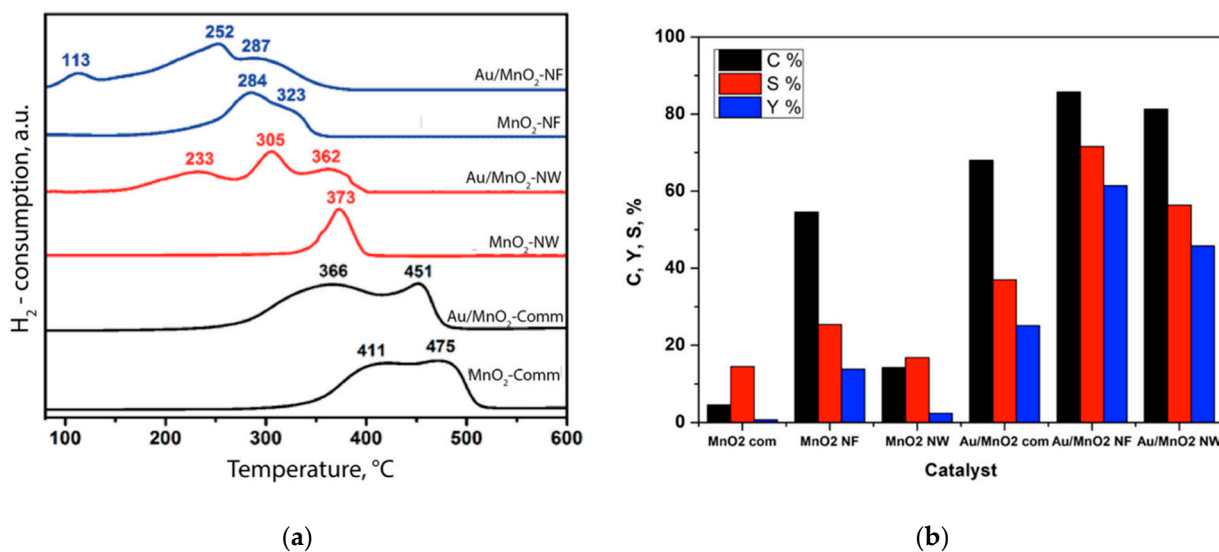 113
252
287
Au/MnO₂-NF
284
323
MnO₂-NF
233
305
362
Au/MnO₂-NW
373
MnO₂-NW
366
451
Au/MnO₂-Comm
411
475
MnO₂-Comm
H₂ - consumption, a.u.
100 200 300 400 500 600
Temperature, °C
(a)
C %
S %
Y %
100
80
60
40
20
0
C, Y, S, %
MnO2 com MnO2 NF MnO2 NW Au/MnO2 com Au/MnO2 NF Au/MnO2 NW
Catalyst
(b)